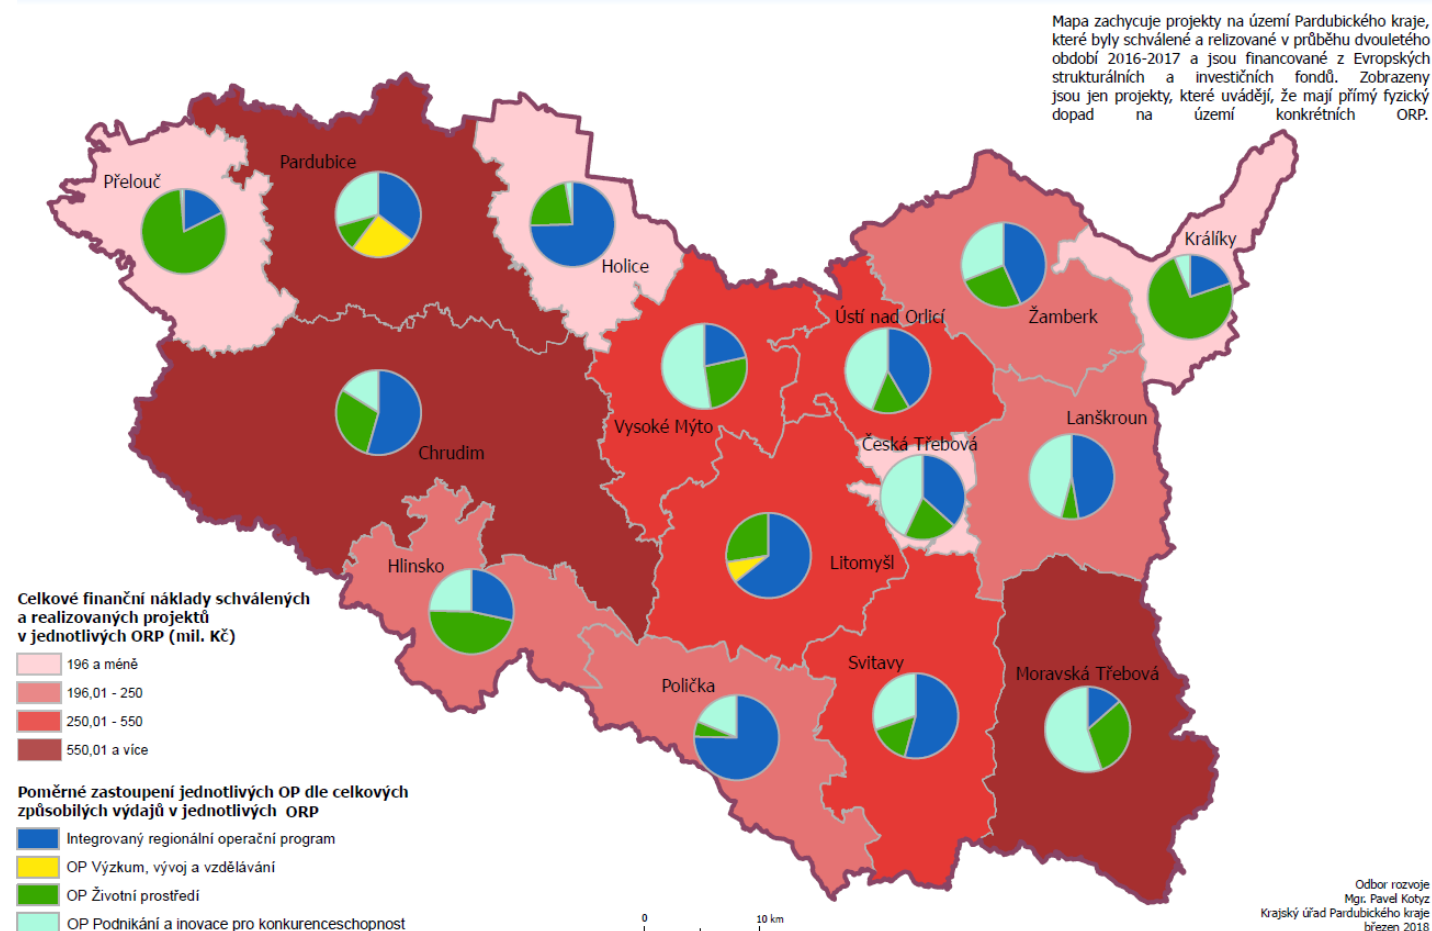 Mapa zachycuje projekty na území Pardubického kraje,
které byly schválené a relizované v průběhu dvouletého
období 2016-2017 a jsou financované z Evropských
strukturálních a investičních fondů. Zobrazeny
jsou jen projekty, které uvádějí, že mají přímý fyzický
dopad na území konkrétních ORP.
Přelouč
Pardubice
Holice
Králíky
Žamberk
Ústí nad Orlicí
Vysoké Mýto
Lanškroun
Česká Třebová
Chrudim
Litomyšl
Hlinsko
Svitavy
Moravská Třebová
Polička
Celkové finanční náklady schválených
a realizovaných projektů
v jednotlivých ORP (mil. Kč)
196 a méně
196,01 - 250
250,01 - 550
550,01 a více
Poměrné zastoupení jednotlivých OP dle celkových
způsobilých výdajů v jednotlivých ORP
Integrovaný regionální operační program
OP Výzkum, vývoj a vzdělávání
OP Životní prostředí
OP Podnikání a inovace pro konkurenceschopnost
0 10 km
Odbor rozvoje
Mgr. Pavel Kotyz
Krajský úřad Pardubického kraje
březen 2018